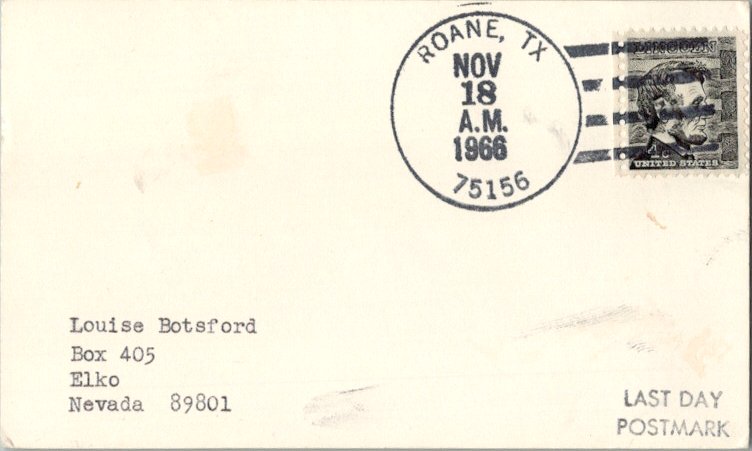 ROANE, TX
NOV
18
A.M.
1966
75156
LINCOLN
UNITED STATES
Louise Botsford
Box 405
Elko
Nevada 89801
LAST DAY
POSTMARK